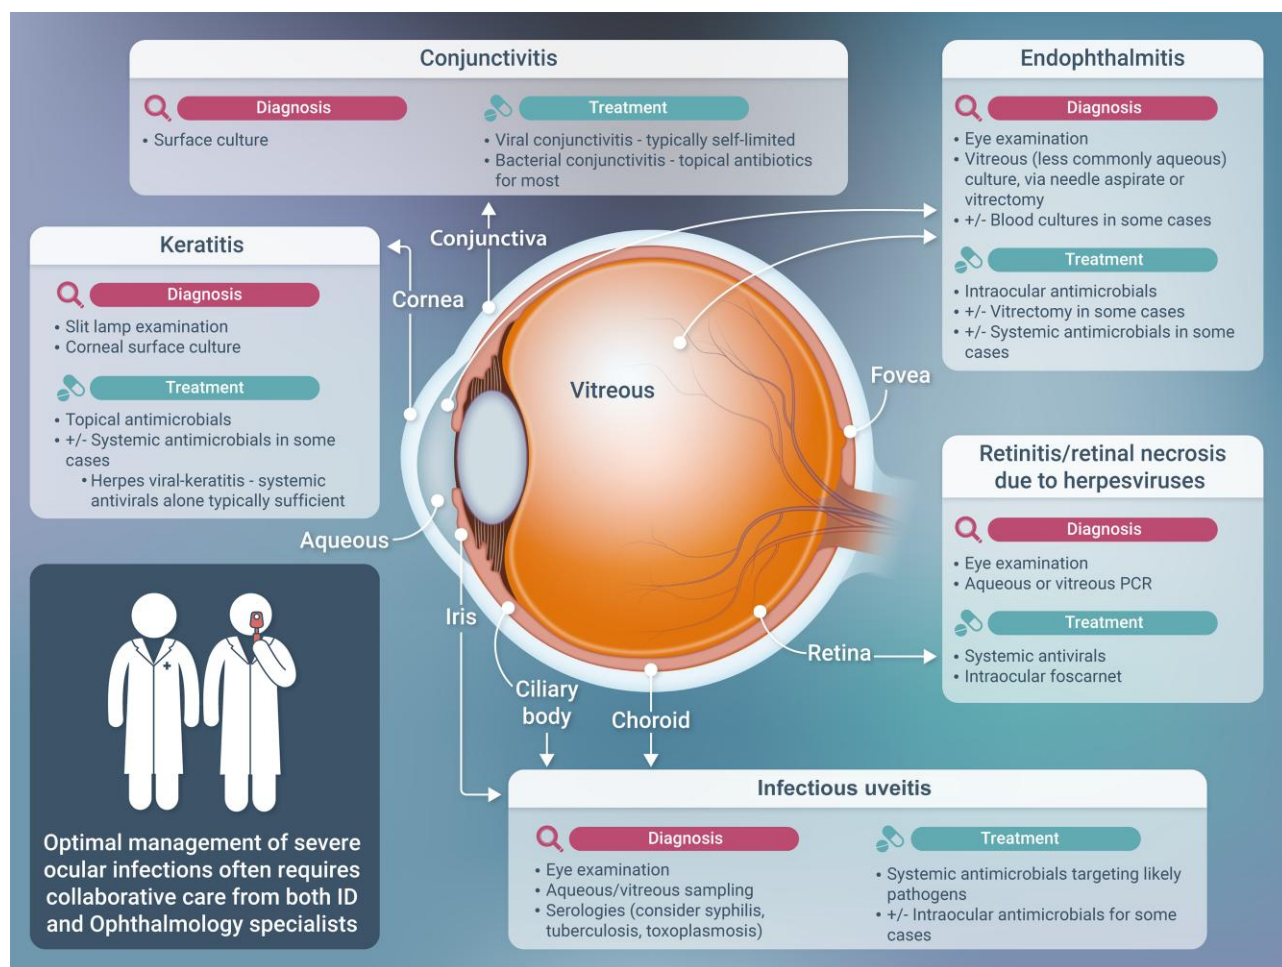 Conjunctivitis
Diagnosis
• Surface culture
Treatment
• Viral conjunctivitis - typically self-limited
• Bacterial conjunctivitis - topical antibiotics
for most
Endophthalmitis
Diagnosis
• Eye examination
• Vitreous (less commonly aqueous)
culture, via needle aspirate or
vitrectomy
• +/- Blood cultures in some cases
Treatment
• Intraocular antimicrobials
• +/- Vitrectomy in some cases
• +/- Systemic antimicrobials in some
cases
Keratitis
Diagnosis
• Slit lamp examination
• Corneal surface culture
Treatment
• Topical antimicrobials
• +/- Systemic antimicrobials in some
cases
• Herpes viral-keratitis - systemic
antivirals alone typically sufficient
Conjunctiva
Cornea
Vitreous
Fovea
Aqueous
Iris
Ciliary
body
Choroid
Retina
Retinitis/retinal necrosis
due to herpesviruses
Diagnosis
• Eye examination
• Aqueous or vitreous PCR
Treatment
• Systemic antivirals
• Intraocular foscarnet
Optimal management of severe
ocular infections often requires
collaborative care from both ID
and Ophthalmology specialists
Infectious uveitis
Diagnosis
• Eye examination
• Aqueous/vitreous sampling
• Serologies (consider syphilis,
tuberculosis, toxoplasmosis)
Treatment
• Systemic antimicrobials targeting likely
pathogens
• +/- Intraocular antimicrobials for some
cases